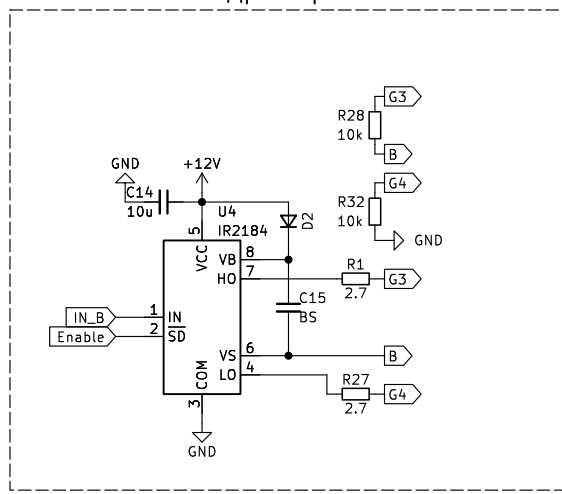 G3
R28
10k
B
GND
+12V
G4
C14
10u
U4
IR2184
D2
R32
10k
GND
5
VCC
VB
8
HO
7
R1
2.7
G3
IN_B
1
IN
C15
BS
Enable
2
SD
VS
6
B
LO
4
COM
R27
2.7
G4
3
GND